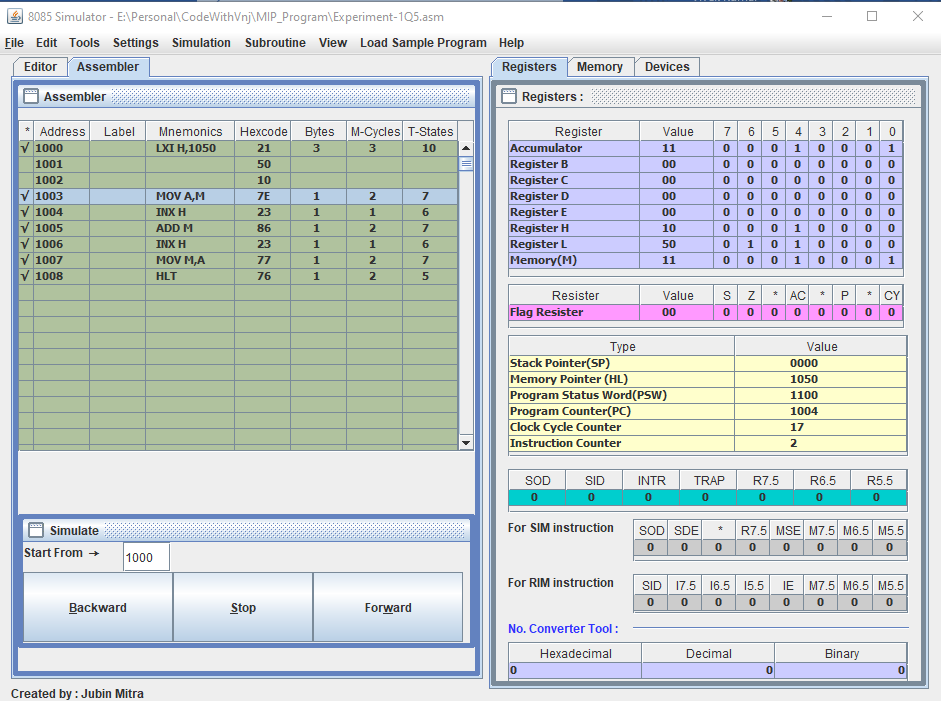 8085 Simulator - E:\Personal\CodeWithVnj\MIP_Program\Experiment-1Q5.asm
File Edit Tools Settings Simulation Subroutine View Load Sample Program Help
Editor Assembler
Assembler
* Address Label Mnemonics Hexcode Bytes M-Cycles T-States
√ 1000 LXI H,1050 21 3 3 10
1001 50
1002 10
√ 1003 MOV A,M 7E 1 2 7
√ 1004 INX H 23 1 1 6
√ 1005 ADD M 86 1 2 7
√ 1006 INX H 23 1 1 6
√ 1007 MOV M,A 77 1 2 7
√ 1008 HLT 76 1 2 5
Simulate
Start From → 1000
Backward Stop Forward
Created by : Jubin Mitra
Registers Memory Devices
Registers :
Register Value 7 6 5 4 3 2 1 0
Accumulator 11 0 0 0 1 0 0 0 1
Register B 00 0 0 0 0 0 0 0 0
Register C 00 0 0 0 0 0 0 0 0
Register D 00 0 0 0 0 0 0 0 0
Register E 00 0 0 0 0 0 0 0 0
Register H 10 0 0 0 1 0 0 0 0
Register L 50 0 1 0 1 0 0 0 0
Memory(M) 11 0 0 0 1 0 0 0 1
Resister Value S Z * AC * P * CY
Flag Resister 00 0 0 0 0 0 0 0 0
Type Value
Stack Pointer(SP) 0000
Memory Pointer (HL) 1050
Program Status Word(PSW) 1100
Program Counter(PC) 1004
Clock Cycle Counter 17
Instruction Counter 2
SOD SID INTR TRAP R7.5 R6.5 R5.5
0 0 0 0 0 0 0
For SIM instruction SOD SDE * R7.5 MSE M7.5 M6.5 M5.5
0 0 0 0 0 0 0 0
For RIM instruction SID I7.5 I6.5 I5.5 IE M7.5 M6.5 M5.5
0 0 0 0 0 0 0 0
No. Converter Tool :
Hexadecimal Decimal Binary
0 0 0